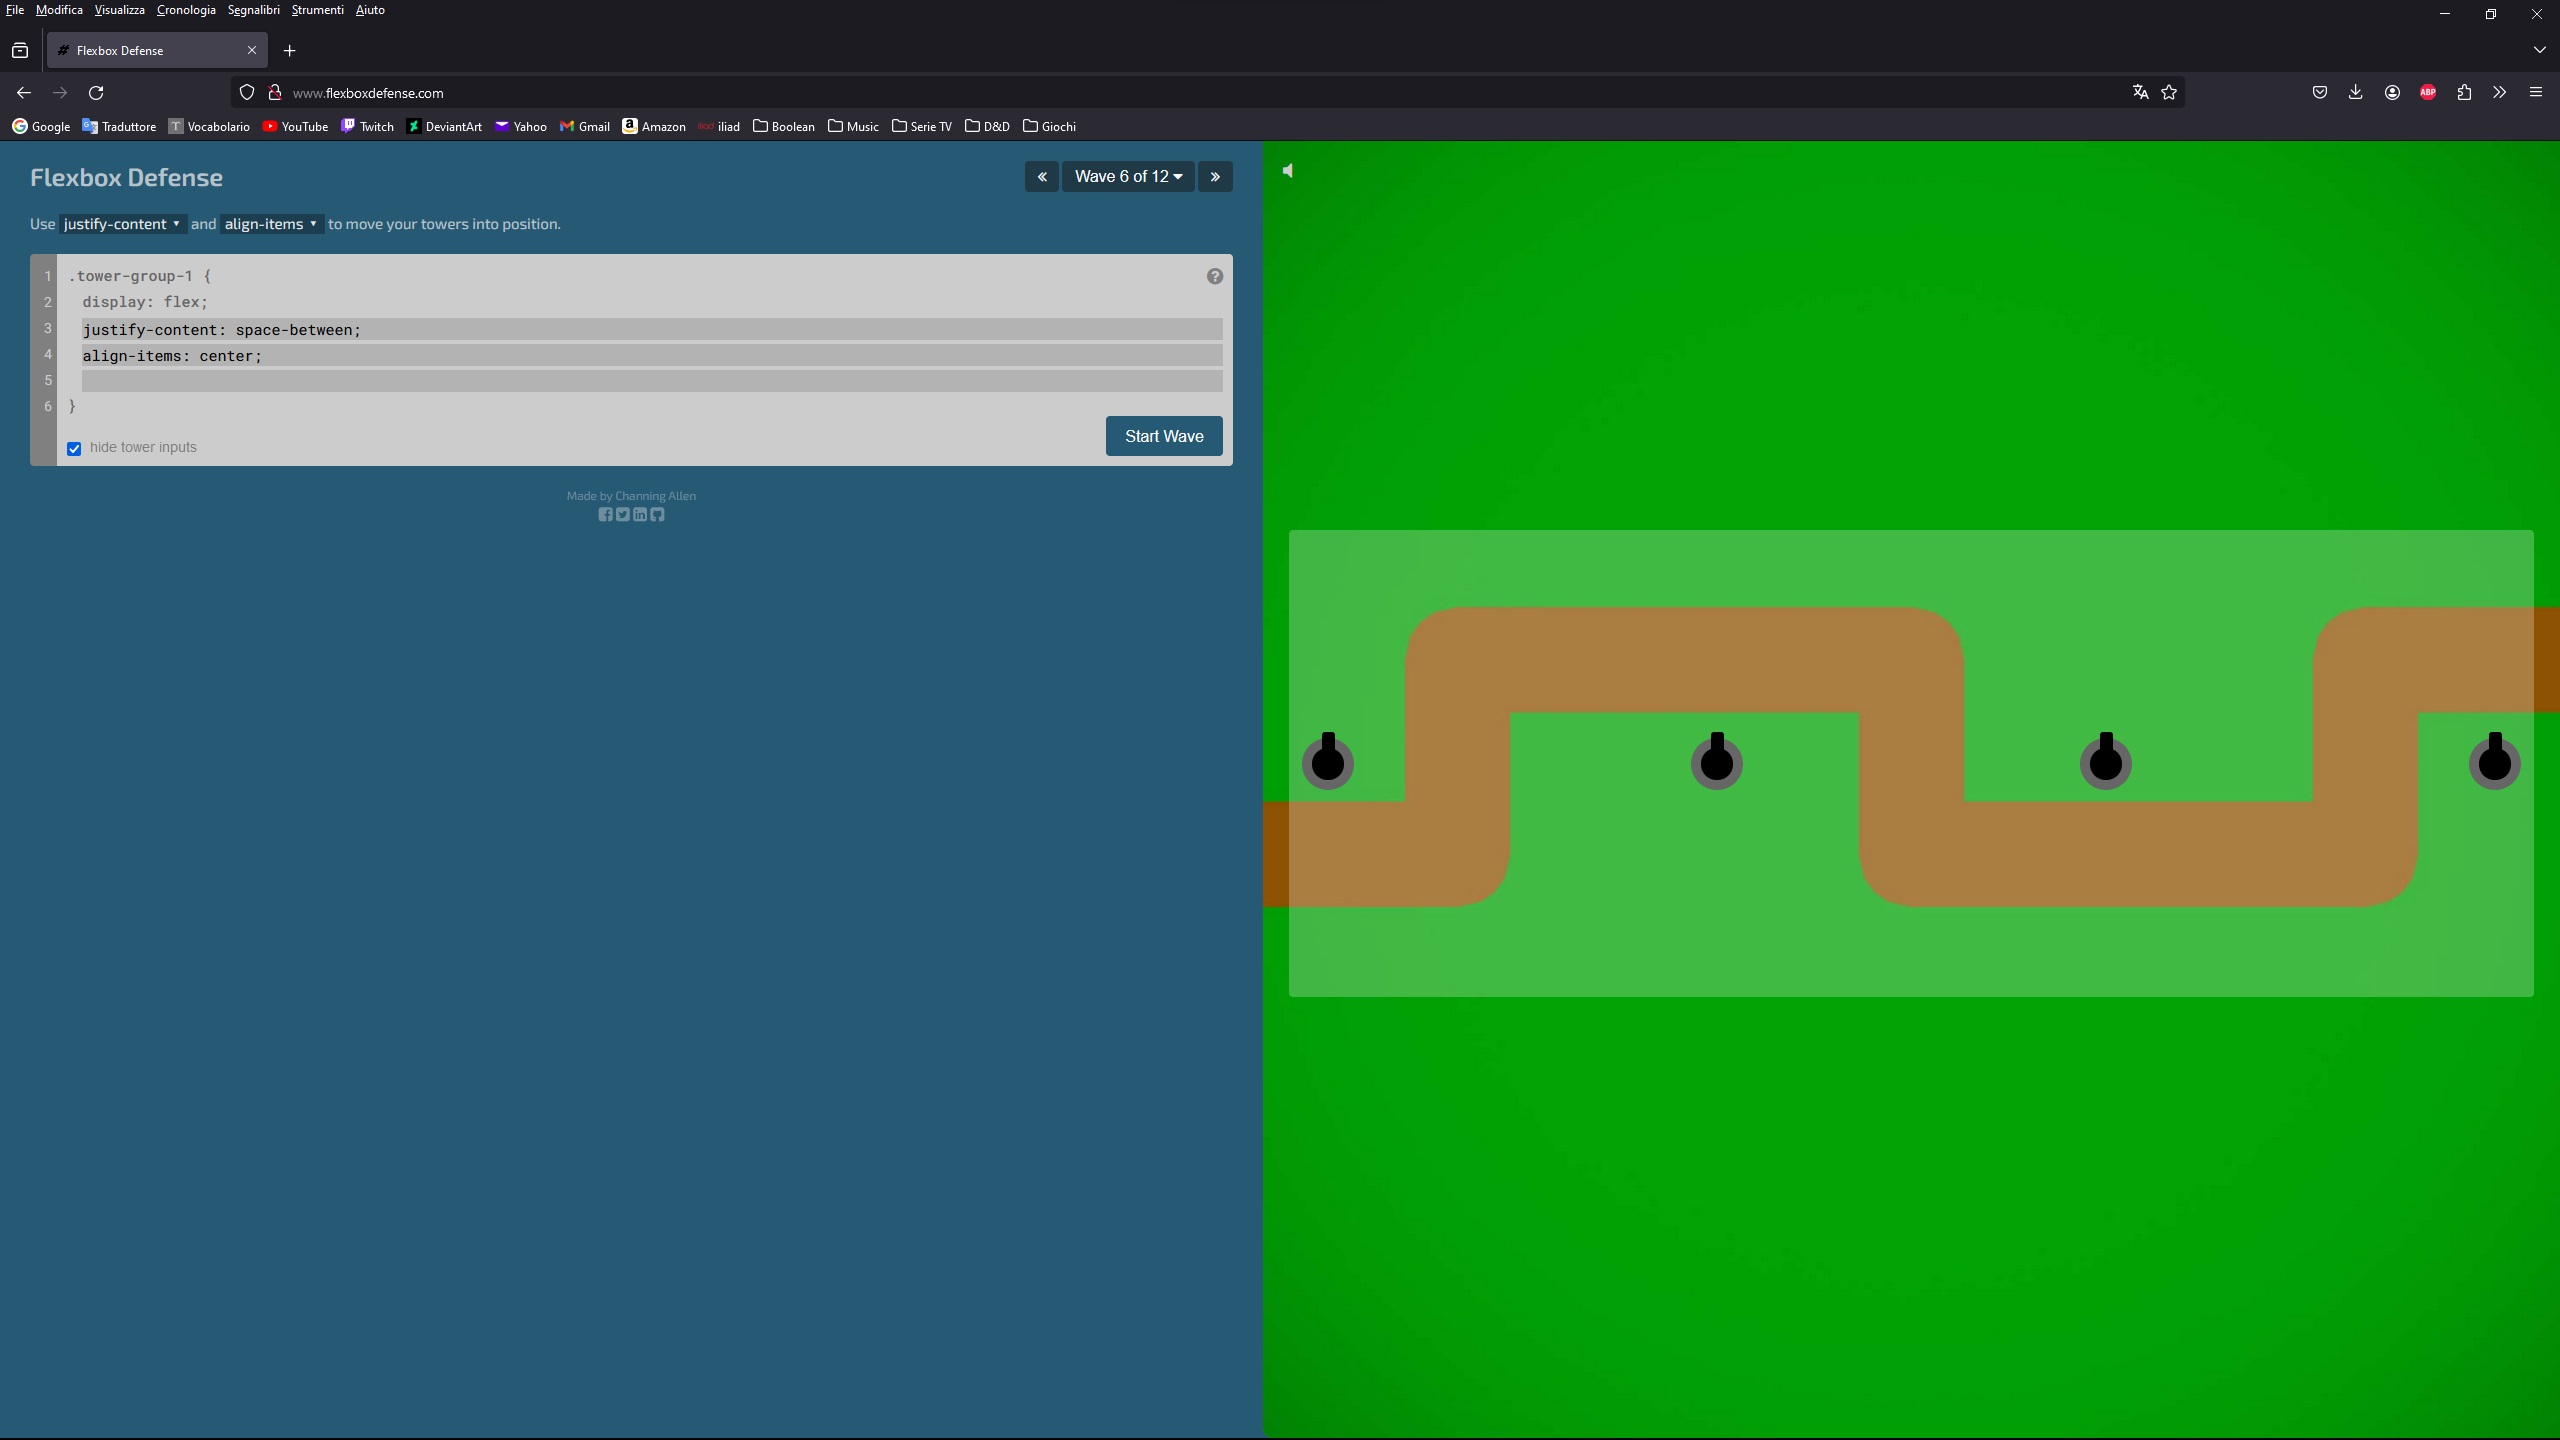 File Modifica Visualizza Cronologia Segnalibri Strumenti Aiuto
Flexbox Defense
www.flexboxdefense.com
ABP
Google Traduttore T Vocabolario YouTube Twitch DeviantArt Yahoo Gmail a Amazon iliad iliad Boolean Music Serie TV D&D Giochi
Flexbox Defense
« Wave 6 of 12 »
Use justify-content and align-items to move your towers into position.
1 .tower-group-1 {
2 display: flex;
3 justify-content: space-between;
4 align-items: center;
5
6 }
hide tower inputs
Start Wave
Made by Channing Allen